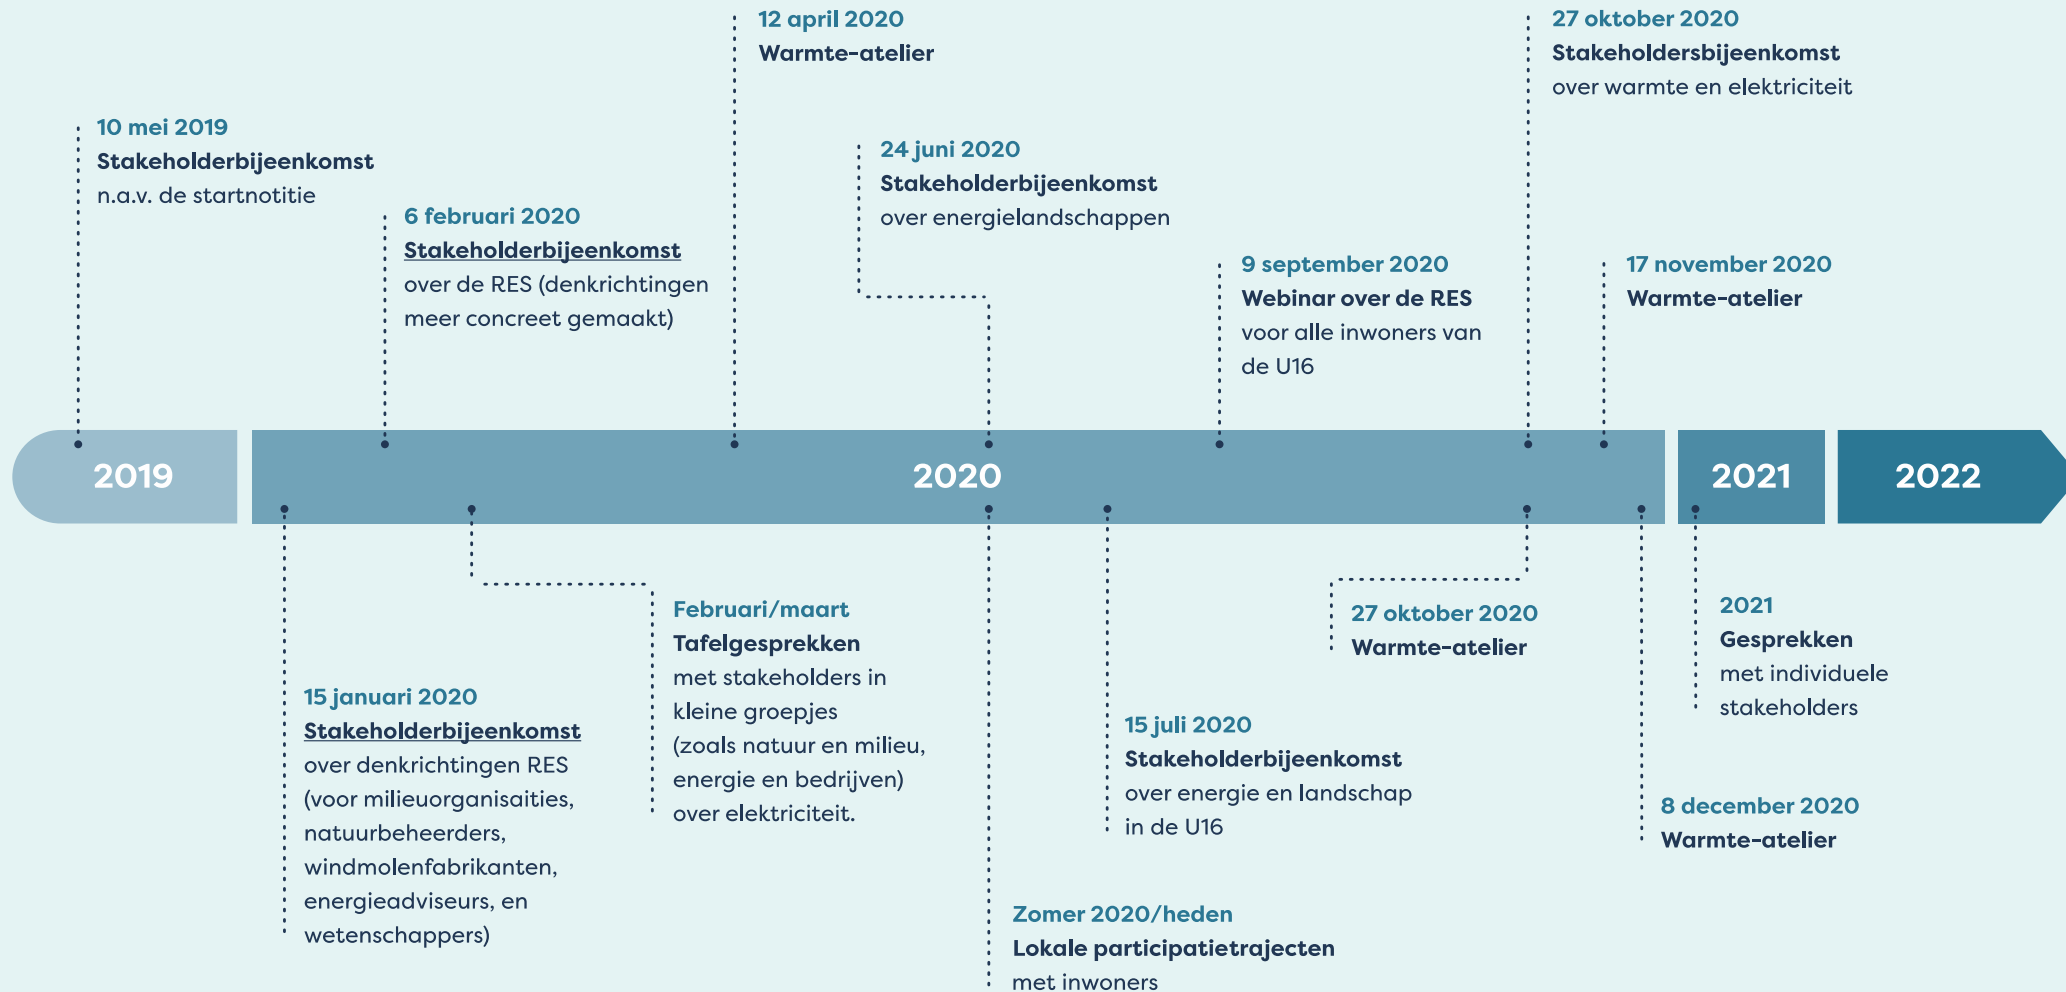 12 april 2020
Warmte-atelier
27 oktober 2020
Stakeholdersbijeenkomst
over warmte en elektriciteit
10 mei 2019
Stakeholderbijeenkomst
n.a.v. de startnotitie
24 juni 2020
Stakeholderbijeenkomst
over energielandschappen
6 februari 2020
Stakeholderbijeenkomst
over de RES (denkrichtingen
meer concreet gemaakt)
9 september 2020
Webinar over de RES
voor alle inwoners van
de U16
17 november 2020
Warmte-atelier
2019
2020
2021
2022
15 januari 2020
Stakeholderbijeenkomst
over denkrichtingen RES
(voor milieuorganisaities,
natuurbeheerders,
windmolenfabrikanten,
energieadviseurs, en
wetenschappers)
Februari/maart
Tafelgesprekken
met stakeholders in
kleine groepjes
(zoals natuur en milieu,
energie en bedrijven)
over elektriciteit.
Zomer 2020/heden
Lokale participatietrajecten
met inwoners
15 juli 2020
Stakeholderbijeenkomst
over energie en landschap
in de U16
27 oktober 2020
Warmte-atelier
8 december 2020
Warmte-atelier
2021
Gesprekken
met individuele
stakeholders